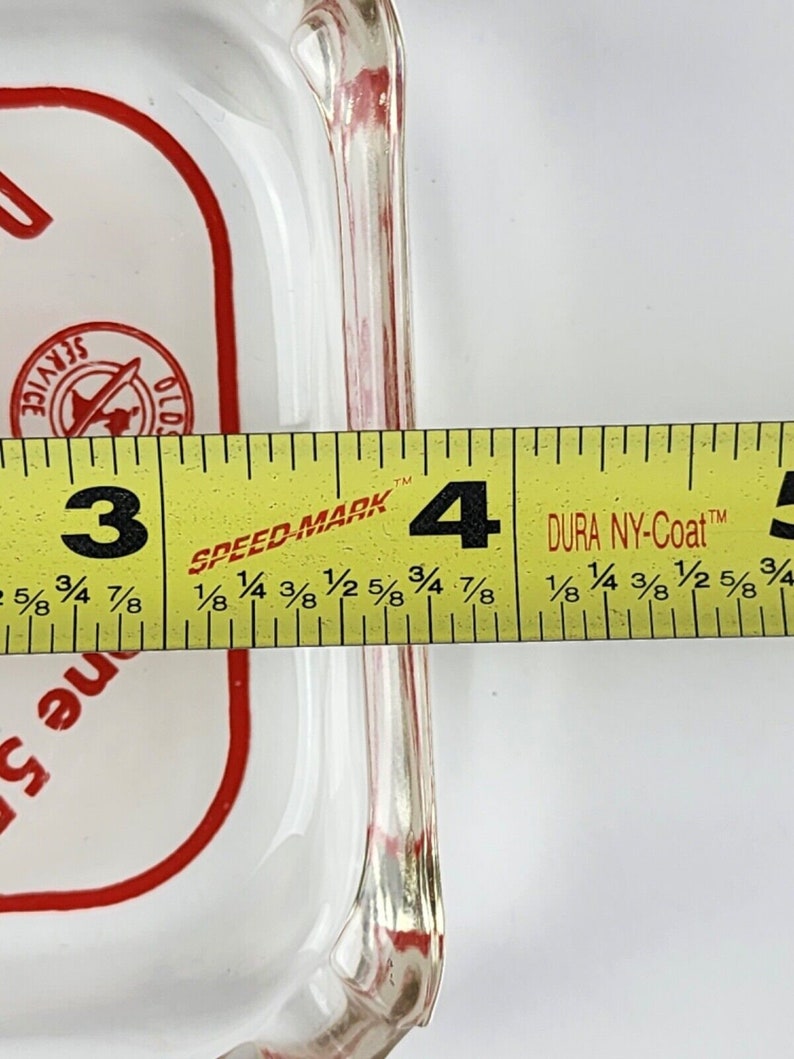 SERVICE
OLDS
3 SPEED-MARK™ 4 DURA NY-Coat™ 5
5/8 3/4 7/8 1/8 1/4 3/8 1/2 5/8 3/4 7/8 1/8 1/4 3/8 1/2 5/8 3/4
one 5